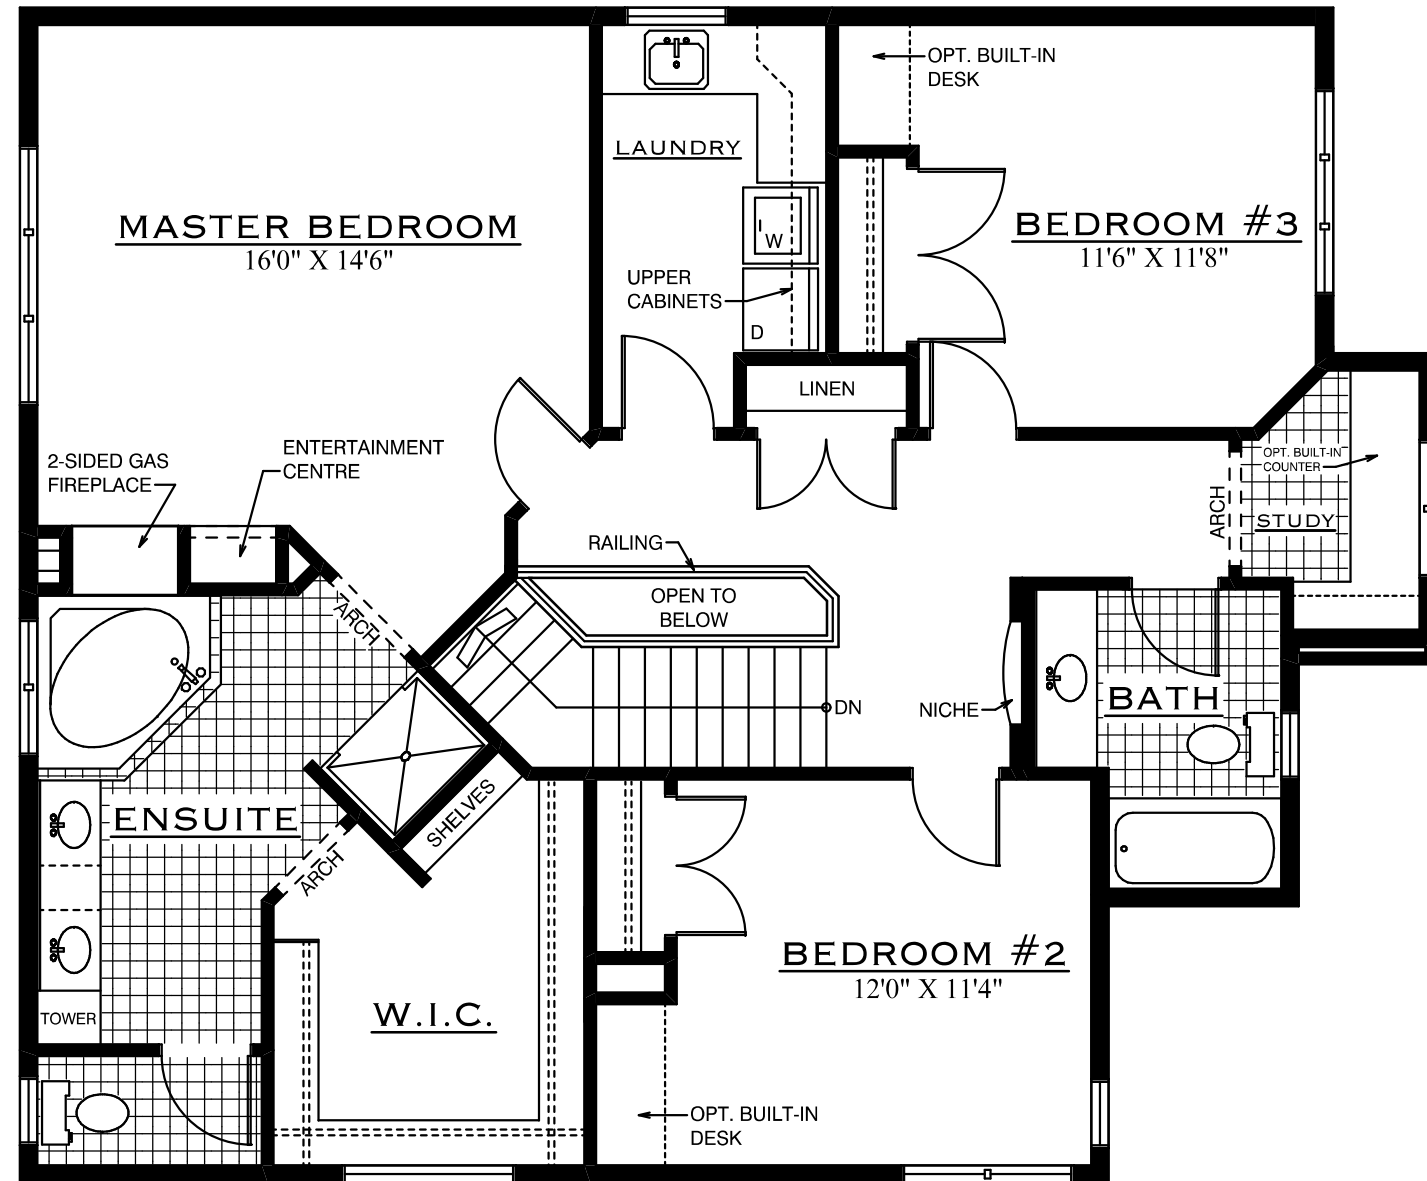 OPT. BUILT-IN
DESK
LAUNDRY
MASTER BEDROOM
16'0" X 14'6"
BEDROOM #3
11'6" X 11'8"
W
UPPER
CABINETS
D
LINEN
ENTERTAINMENT
CENTRE
2-SIDED GAS
FIREPLACE
OPT. BUILT-IN
COUNTER
ARCH
STUDY
RAILING
OPEN TO
BELOW
ARCH
DN
NICHE
BATH
ENSUITE
SHELVES
ARCH
BEDROOM #2
12'0" X 11'4"
W.I.C.
TOWER
OPT. BUILT-IN
DESK